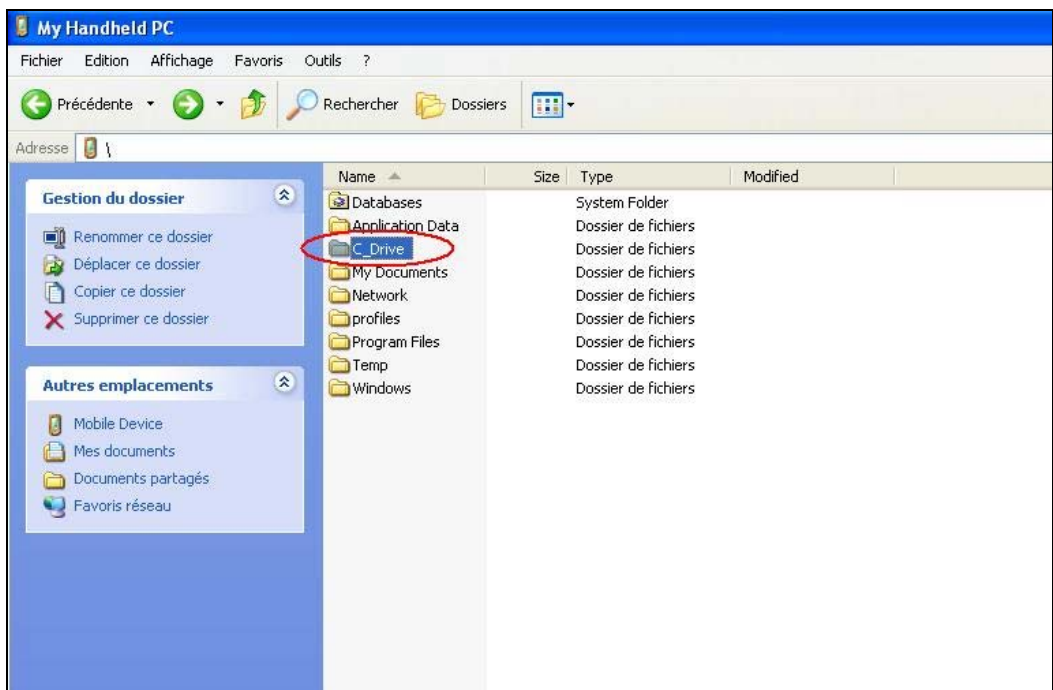 My Handheld PC
Fichier Edition Affichage Favoris Outils ?
Précédente Rechercher Dossiers
Adresse \
Gestion du dossier
Renommer ce dossier
Déplacer ce dossier
Copier ce dossier
Supprimer ce dossier
Autres emplacements
Mobile Device
Mes documents
Documents partagés
Favoris réseau
Name Size Type Modified
Databases System Folder
Application Data Dossier de fichiers
C_Drive Dossier de fichiers
My Documents Dossier de fichiers
Network Dossier de fichiers
profiles Dossier de fichiers
Program Files Dossier de fichiers
Temp Dossier de fichiers
Windows Dossier de fichiers